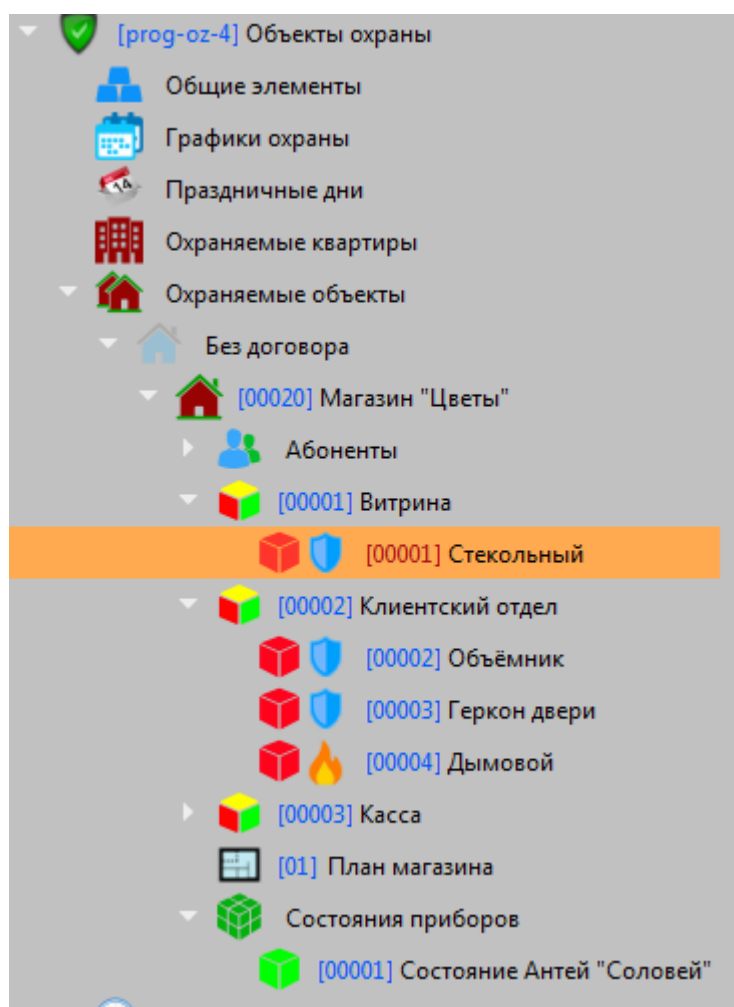 [prog-oz-4] Объекты охраны
Общие элементы
Графики охраны
14
Праздничные дни
Охраняемые квартиры
Охраняемые объекты
Без договора
[00020] Магазин "Цветы"
Абоненты
[00001] Витрина
[00001] Стекольный
[00002] Клиентский отдел
[00002] Объёмник
[00003] Геркон двери
[00004] Дымовой
[00003] Касса
[01] План магазина
Состояния приборов
[00001] Состояние Антей "Соловей"